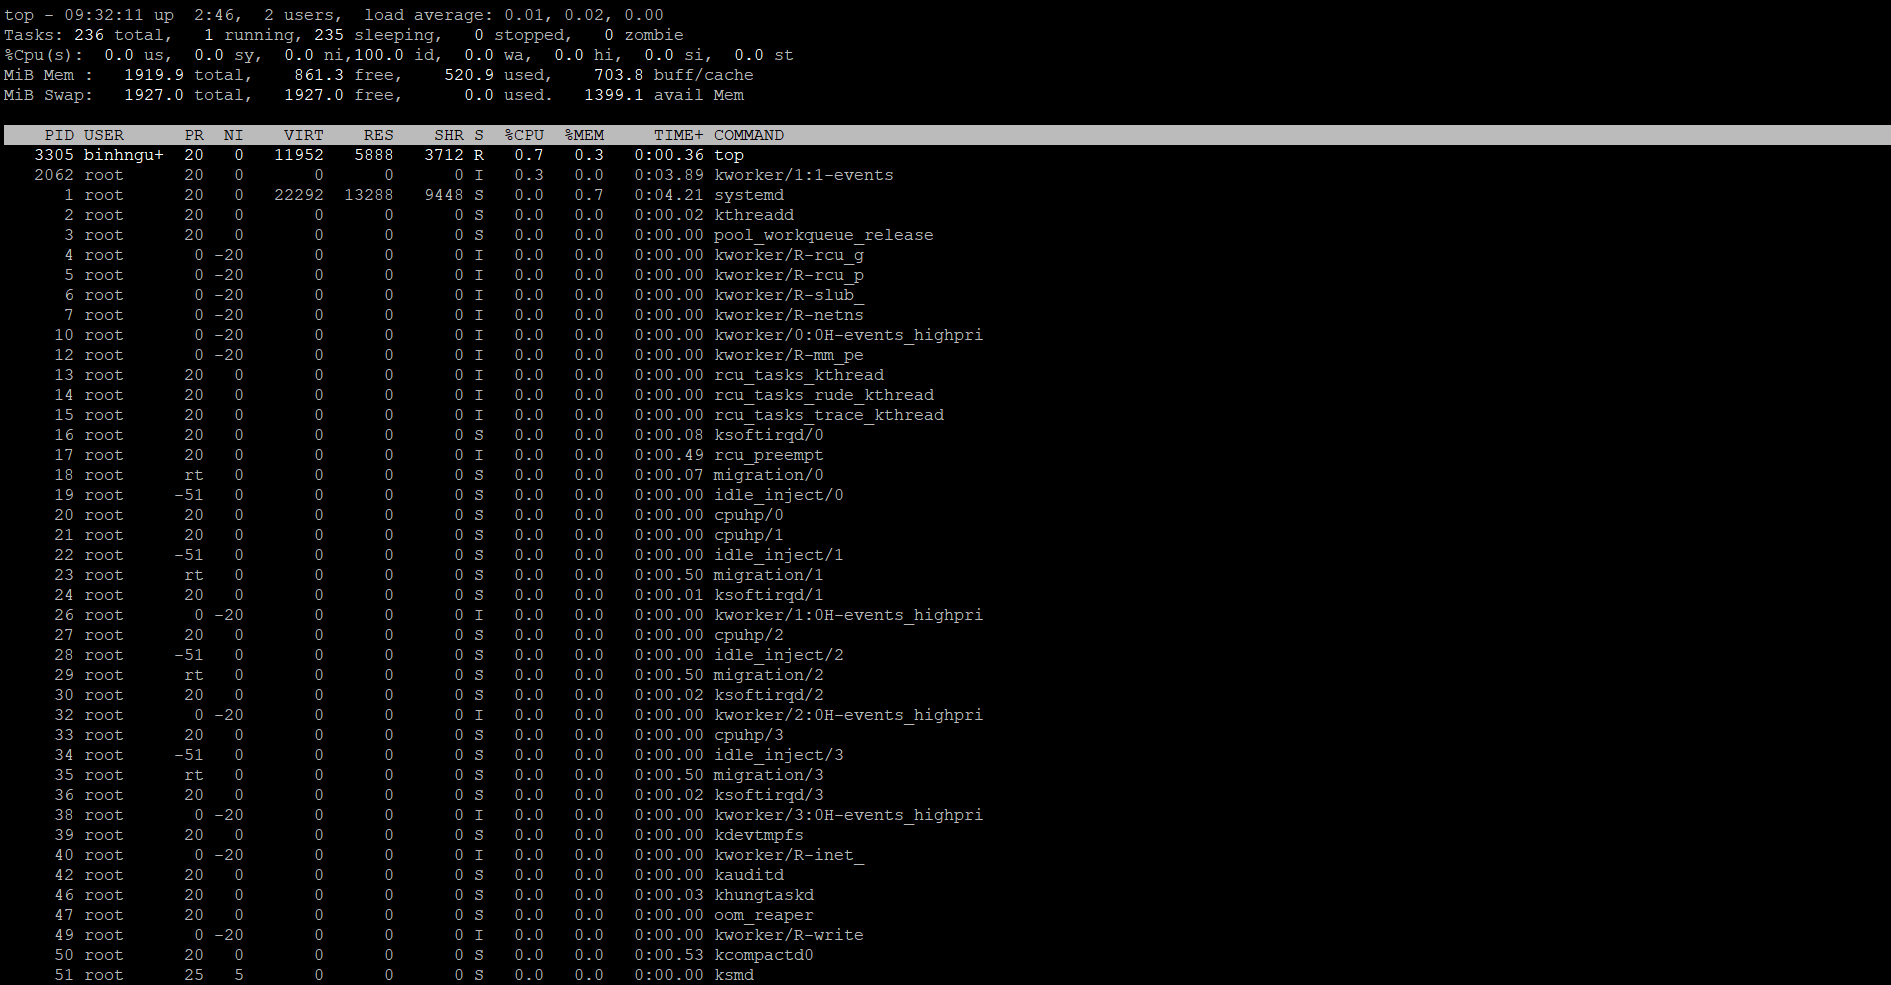 top - 09:32:11 up  2:46,  2 users,  load average: 0.01, 0.02, 0.00
Tasks: 236 total,   1 running, 235 sleeping,   0 stopped,   0 zombie
%Cpu(s):  0.0 us,  0.0 sy,  0.0 ni,100.0 id,  0.0 wa,  0.0 hi,  0.0 si,  0.0 st
MiB Mem :   1919.9 total,    861.3 free,    520.9 used,    703.8 buff/cache
MiB Swap:   1927.0 total,   1927.0 free,      0.0 used.   1399.1 avail Mem
    PID USER      PR  NI    VIRT    RES    SHR S  %CPU  %MEM     TIME+ COMMAND
   3305 binhngu+  20   0   11952   5888   3712 R   0.7   0.3   0:00.36 top
   2062 root      20   0       0      0      0 I   0.3   0.0   0:03.89 kworker/1:1-events
      1 root      20   0   22292  13288   9448 S   0.0   0.7   0:04.21 systemd
      2 root      20   0       0      0      0 S   0.0   0.0   0:00.02 kthreadd
      3 root      20   0       0      0      0 S   0.0   0.0   0:00.00 pool_workqueue_release
      4 root       0 -20       0      0      0 I   0.0   0.0   0:00.00 kworker/R-rcu_g
      5 root       0 -20       0      0      0 I   0.0   0.0   0:00.00 kworker/R-rcu_p
      6 root       0 -20       0      0      0 I   0.0   0.0   0:00.00 kworker/R-slub_
      7 root       0 -20       0      0      0 I   0.0   0.0   0:00.00 kworker/R-netns
     10 root       0 -20       0      0      0 I   0.0   0.0   0:00.00 kworker/0:0H-events_highpri
     12 root       0 -20       0      0      0 I   0.0   0.0   0:00.00 kworker/R-mm_pe
     13 root      20   0       0      0      0 I   0.0   0.0   0:00.00 rcu_tasks_kthread
     14 root      20   0       0      0      0 I   0.0   0.0   0:00.00 rcu_tasks_rude_kthread
     15 root      20   0       0      0      0 I   0.0   0.0   0:00.00 rcu_tasks_trace_kthread
     16 root      20   0       0      0      0 S   0.0   0.0   0:00.08 ksoftirqd/0
     17 root      20   0       0      0      0 I   0.0   0.0   0:00.49 rcu_preempt
     18 root      rt   0       0      0      0 S   0.0   0.0   0:00.07 migration/0
     19 root     -51   0       0      0      0 S   0.0   0.0   0:00.00 idle_inject/0
     20 root      20   0       0      0      0 S   0.0   0.0   0:00.00 cpuhp/0
     21 root      20   0       0      0      0 S   0.0   0.0   0:00.00 cpuhp/1
     22 root     -51   0       0      0      0 S   0.0   0.0   0:00.00 idle_inject/1
     23 root      rt   0       0      0      0 S   0.0   0.0   0:00.50 migration/1
     24 root      20   0       0      0      0 S   0.0   0.0   0:00.01 ksoftirqd/1
     26 root       0 -20       0      0      0 I   0.0   0.0   0:00.00 kworker/1:0H-events_highpri
     27 root      20   0       0      0      0 S   0.0   0.0   0:00.00 cpuhp/2
     28 root     -51   0       0      0      0 S   0.0   0.0   0:00.00 idle_inject/2
     29 root      rt   0       0      0      0 S   0.0   0.0   0:00.50 migration/2
     30 root      20   0       0      0      0 S   0.0   0.0   0:00.02 ksoftirqd/2
     32 root       0 -20       0      0      0 I   0.0   0.0   0:00.00 kworker/2:0H-events_highpri
     33 root      20   0       0      0      0 S   0.0   0.0   0:00.00 cpuhp/3
     34 root     -51   0       0      0      0 S   0.0   0.0   0:00.00 idle_inject/3
     35 root      rt   0       0      0      0 S   0.0   0.0   0:00.50 migration/3
     36 root      20   0       0      0      0 S   0.0   0.0   0:00.02 ksoftirqd/3
     38 root       0 -20       0      0      0 I   0.0   0.0   0:00.00 kworker/3:0H-events_highpri
     39 root      20   0       0      0      0 S   0.0   0.0   0:00.00 kdevtmpfs
     40 root       0 -20       0      0      0 I   0.0   0.0   0:00.00 kworker/R-inet_
     42 root      20   0       0      0      0 S   0.0   0.0   0:00.00 kauditd
     46 root      20   0       0      0      0 S   0.0   0.0   0:00.03 khungtaskd
     47 root      20   0       0      0      0 S   0.0   0.0   0:00.00 oom_reaper
     49 root       0 -20       0      0      0 I   0.0   0.0   0:00.00 kworker/R-write
     50 root      20   0       0      0      0 S   0.0   0.0   0:00.53 kcompactd0
     51 root      25   5       0      0      0 S   0.0   0.0   0:00.00 ksmd